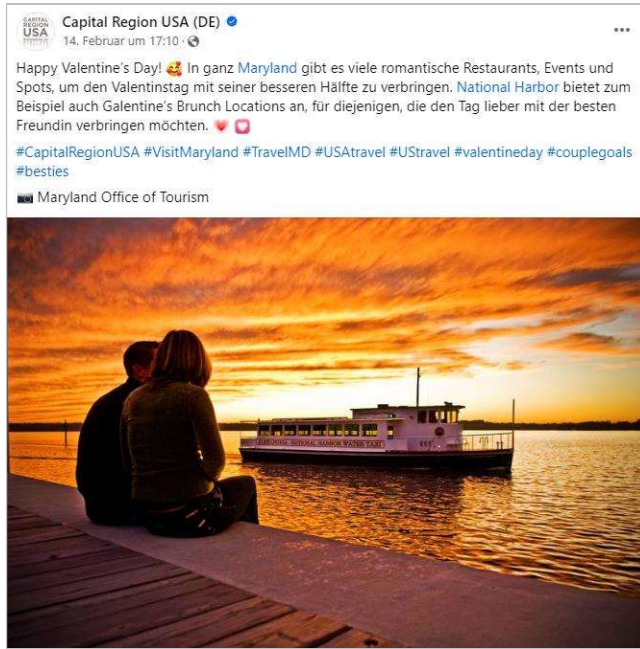 CAPITAL
REGION
USA
Capital Region USA (DE)
14. Februar um 17:10 ·
Happy Valentine's Day! 🥰 In ganz Maryland gibt es viele romantische Restaurants, Events und
Spots, um den Valentinstag mit seiner besseren Hälfte zu verbringen. National Harbor bietet zum
Beispiel auch Galentine's Brunch Locations an, für diejenigen, die den Tag lieber mit der besten
Freundin verbringen möchten. 💗 💟
#CapitalRegionUSA #VisitMaryland #TravelMD #USAtravel #UStravel #valentineday #couplegoals
#besties
📷 Maryland Office of Tourism
NATIONAL HARBOR WATER TAXI